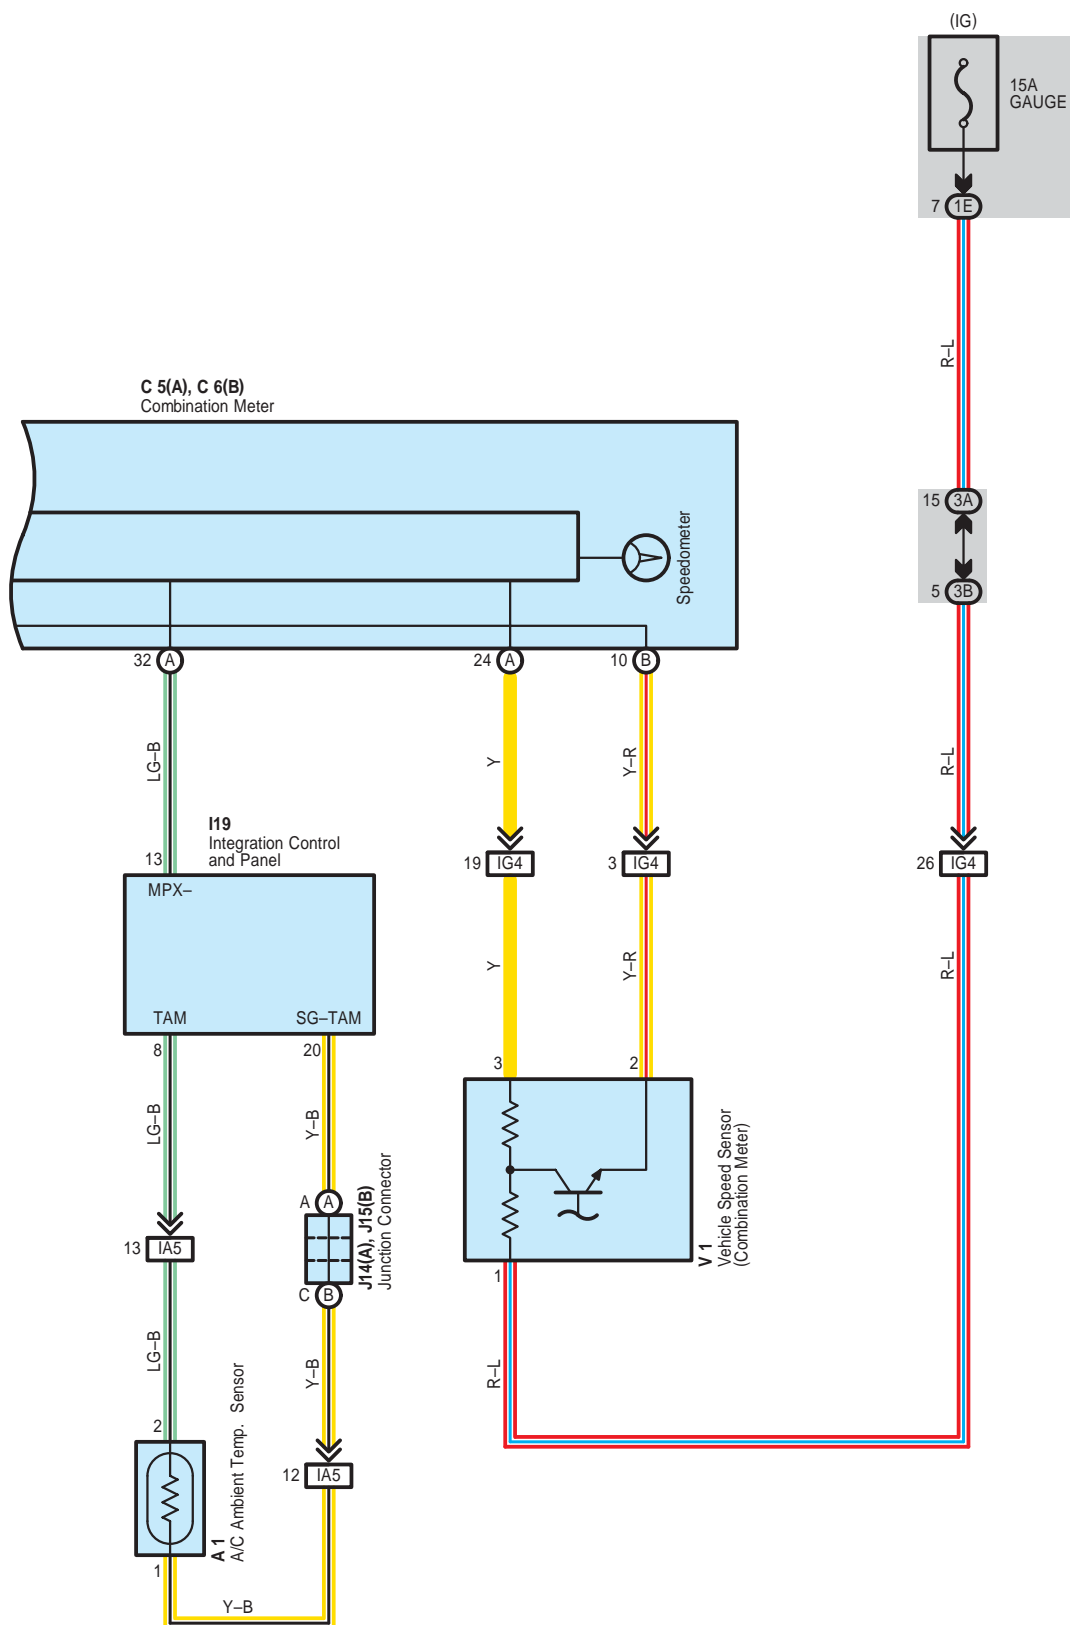 (IG)
15A
GAUGE
7 1E
R–L
C 5(A), C 6(B)
Combination Meter
15 3A
Speedometer
5 3B
32 A
24 A
10 B
LG–B
Y
Y–R
R–L
I19
Integration Control
and Panel
13
19 IG4
3 IG4
26 IG4
MPX–
Y
Y–R
R–L
TAM
SG–TAM
8
20
3
2
LG–B
Y–B
V 1
Vehicle Speed Sensor
(Combination Meter)
A A
J14(A), J15(B)
Junction Connector
13 IA5
C B
1
LG–B
Y–B
R–L
2
A 1
A/C Ambient Temp. Sensor
12 IA5
1
Y–B